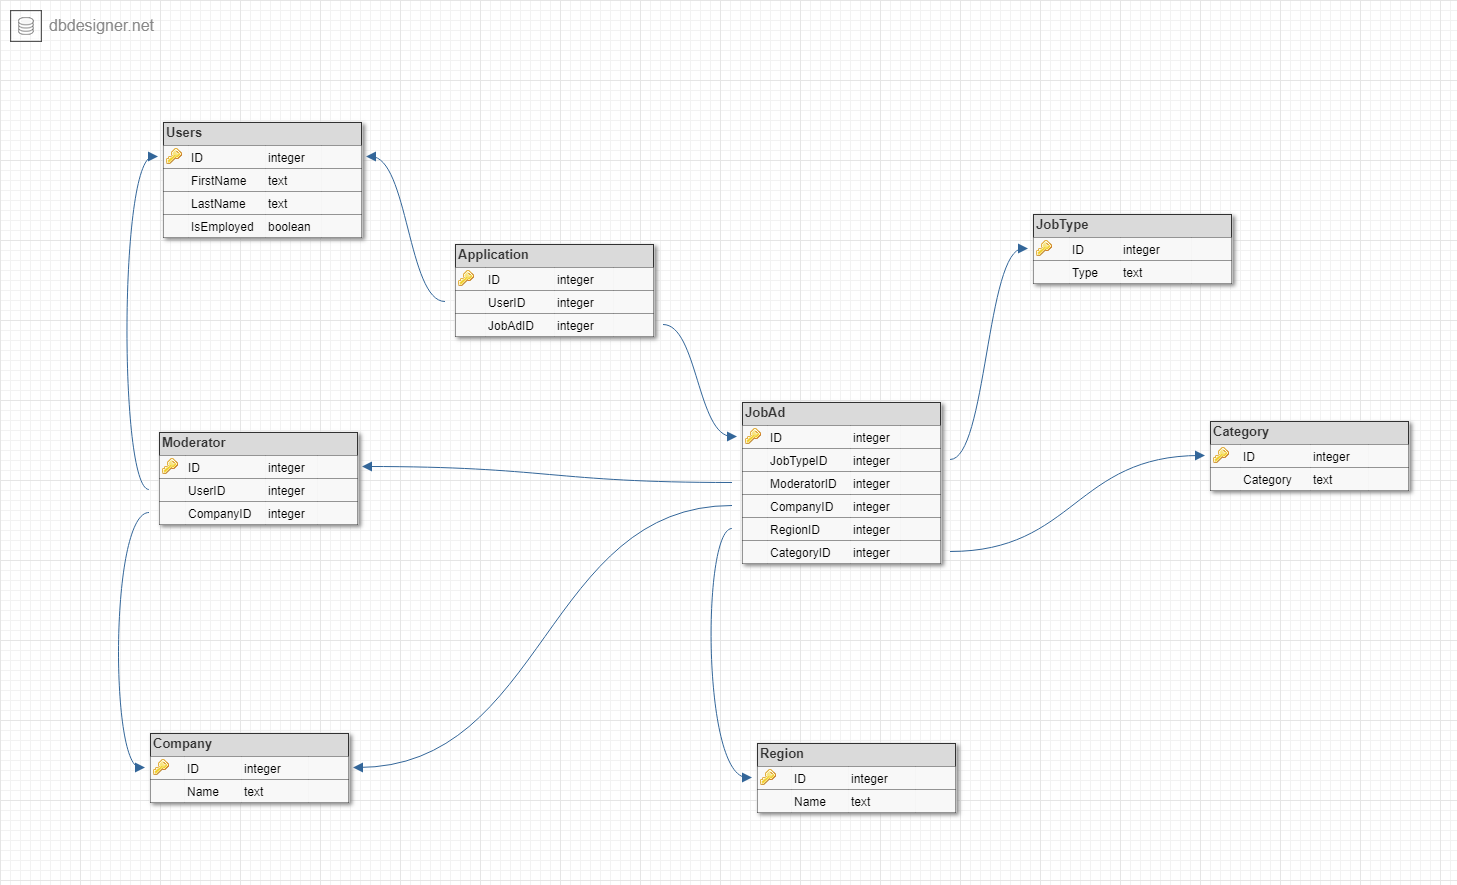 dbdesigner.net
Users
ID integer
FirstName text
LastName text
IsEmployed boolean
Application
ID integer
UserID integer
JobAdID integer
JobType
ID integer
Type text
JobAd
ID integer
JobTypeID integer
ModeratorID integer
CompanyID integer
RegionID integer
CategoryID integer
Category
ID integer
Category text
Moderator
ID integer
UserID integer
CompanyID integer
Company
ID integer
Name text
Region
ID integer
Name text